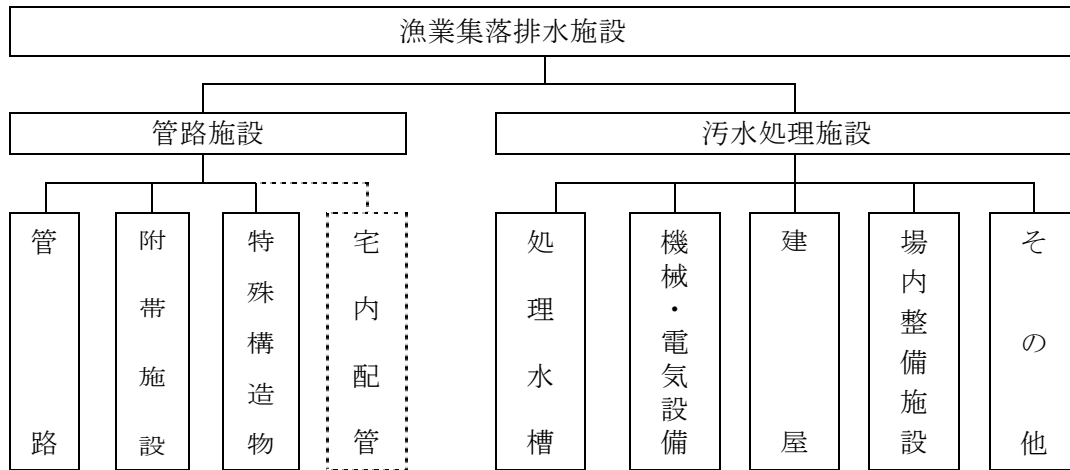 漁業集落排水施設
管路施設
汚水処理施設
管路
附帯施設
特殊構造物
宅内配管
処理水槽
機械・電気設備
建屋
場内整備施設
その他